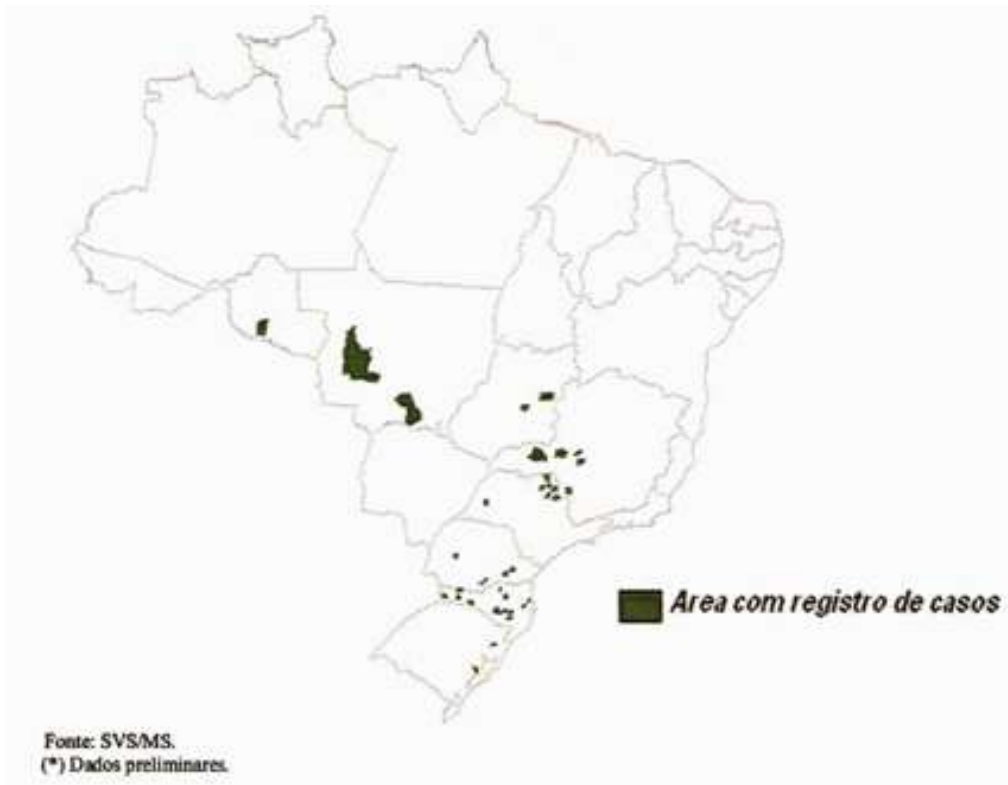 Area com registro de casos
Fonte: SVS/MS.
(*) Dados preliminares.